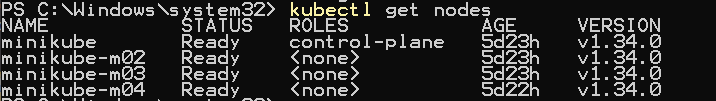 PS C:\Windows\system32> kubectl get nodes
NAME STATUS ROLES AGE VERSION
minikube Ready control-plane 5d23h v1.34.0
minikube-m02 Ready <none> 5d23h v1.34.0
minikube-m03 Ready <none> 5d23h v1.34.0
minikube-m04 Ready <none> 5d22h v1.34.0